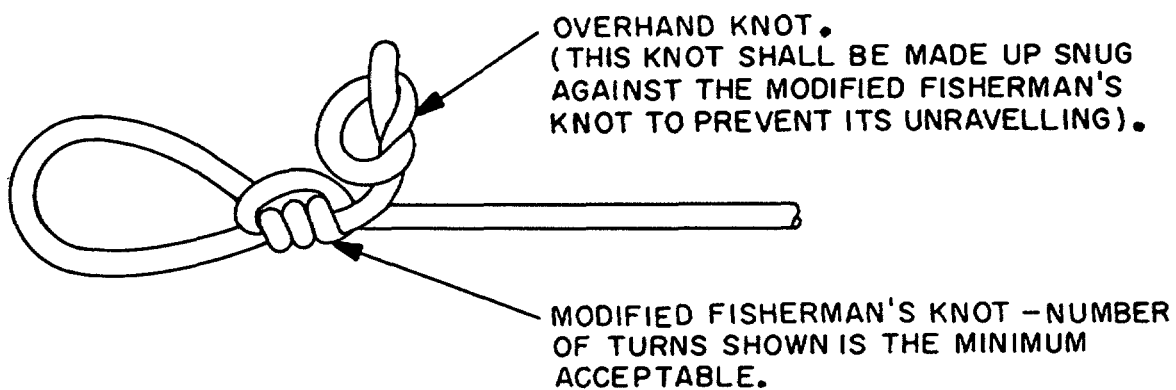 OVERHAND KNOT.
(THIS KNOT SHALL BE MADE UP SNUG
AGAINST THE MODIFIED FISHERMAN'S
KNOT TO PREVENT ITS UNRAVELLING).
MODIFIED FISHERMAN'S KNOT – NUMBER
OF TURNS SHOWN IS THE MINIMUM
ACCEPTABLE.